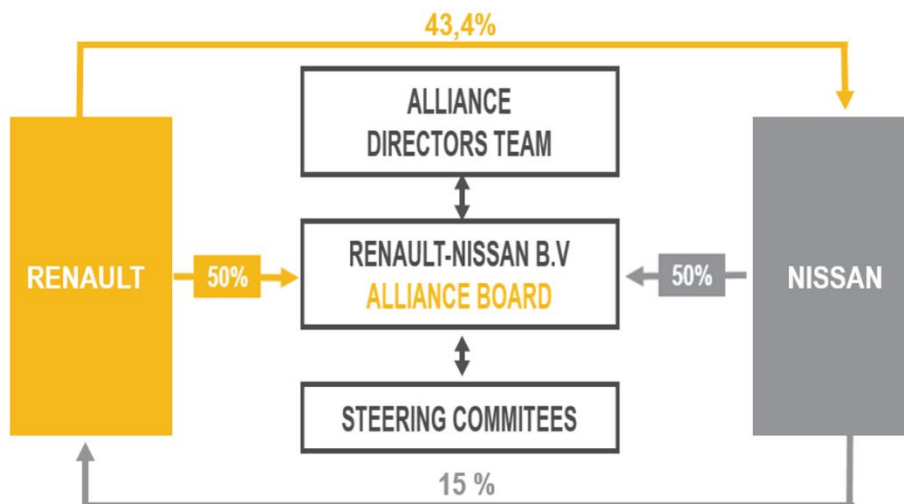 43,4%
ALLIANCE
DIRECTORS TEAM
RENAULT
50%
RENAULT-NISSAN B.V
ALLIANCE BOARD
50%
NISSAN
STEERING COMMITEES
15 %